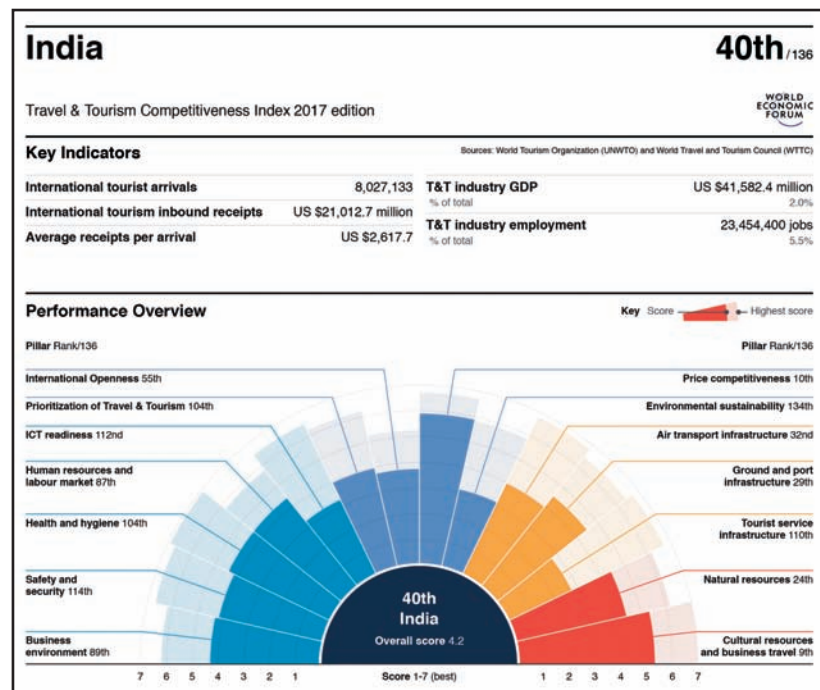 India
40th/136
Travel & Tourism Competitiveness Index 2017 edition
WORLD
ECONOMIC
FORUM
Key Indicators
Sources: World Tourism Organization (UNWTO) and World Travel and Tourism Council (WTTC)
International tourist arrivals 8,027,133
International tourism inbound receipts US $21,012.7 million
Average receipts per arrival US $2,617.7
T&T industry GDP US $41,582.4 million
% of total 2.0%
T&T industry employment 23,454,400 jobs
% of total 5.5%
Performance Overview
Key Score Highest score
Pillar Rank/136
Pillar Rank/136
International Openness 55th
Prioritization of Travel & Tourism 104th
ICT readiness 112nd
Human resources and
labour market 87th
Health and hygiene 104th
Safety and
security 114th
Business
environment 89th
Price competitiveness 10th
Environmental sustainability 134th
Air transport infrastructure 32nd
Ground and port
infrastructure 29th
Tourist service
infrastructure 110th
Natural resources 24th
Cultural resources
and business travel 9th
40th
India
Overall score 4.2
7 6 5 4 3 2 1 Score 1-7 (best) 1 2 3 4 5 6 7